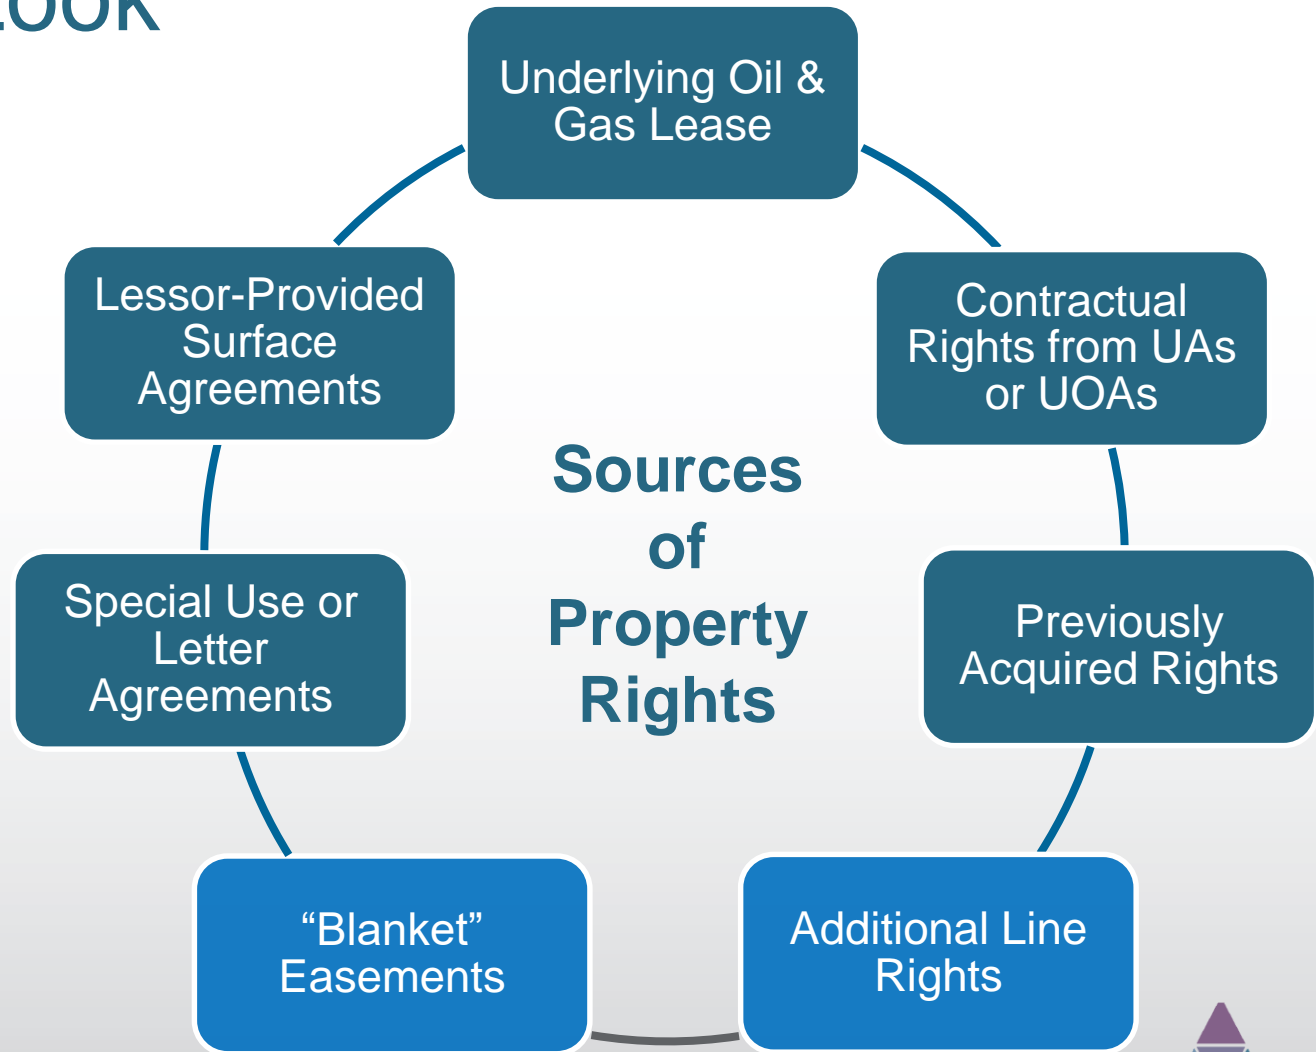 LOOK
Underlying Oil &
Gas Lease
Lessor-Provided
Surface
Agreements
Contractual
Rights from UAs
or UOAs
Sources
of
Property
Rights
Special Use or
Letter
Agreements
Previously
Acquired Rights
“Blanket”
Easements
Additional Line
Rights